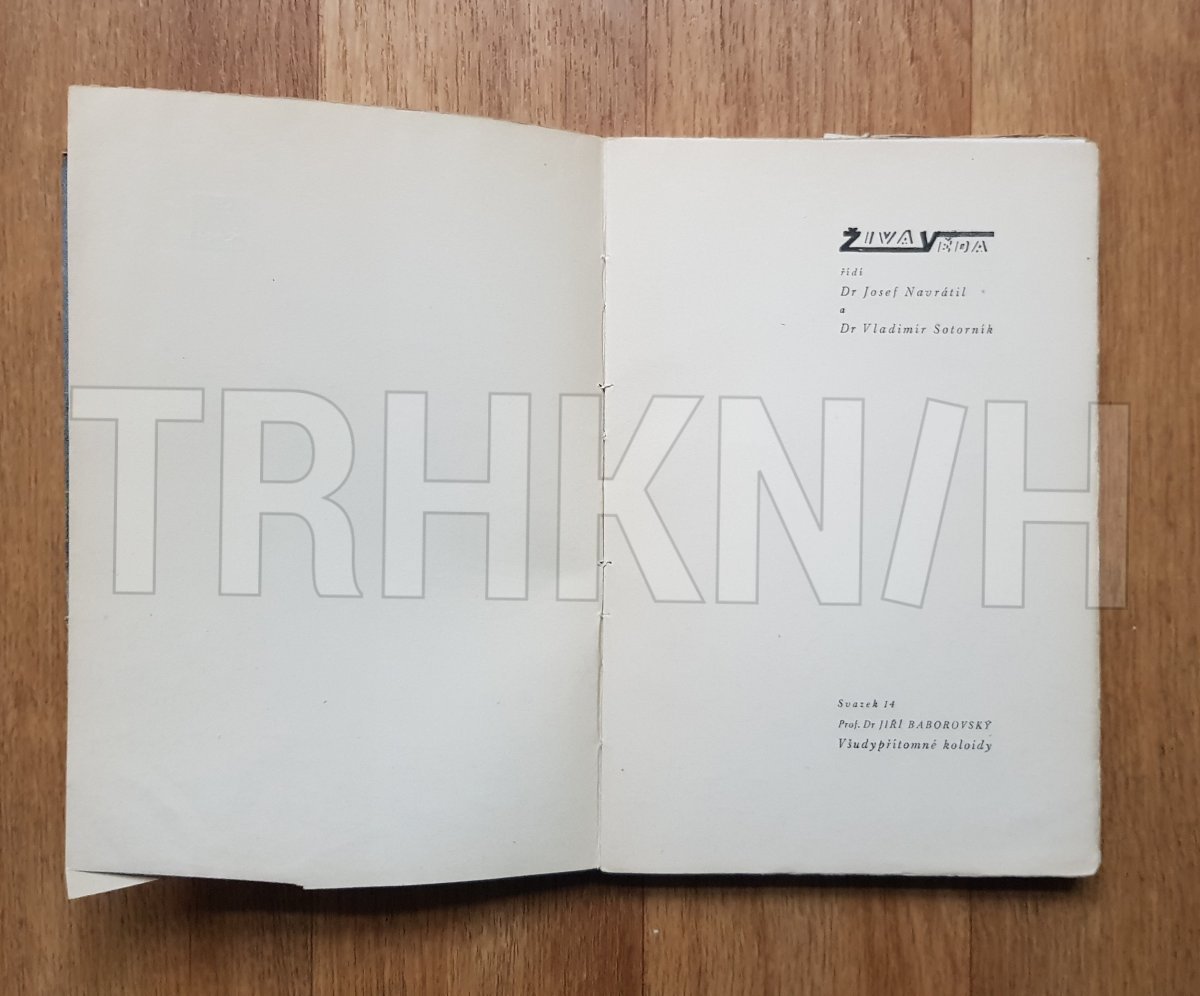 ŽIVA VĚDA
řídí
Dr Josef Navrátil
a
Dr Vladimír Sotorník
TRHKNIH
Svazek 14
Prof. Dr JIŘÍ BABOROVSKÝ
Všudypřítomné koloidy